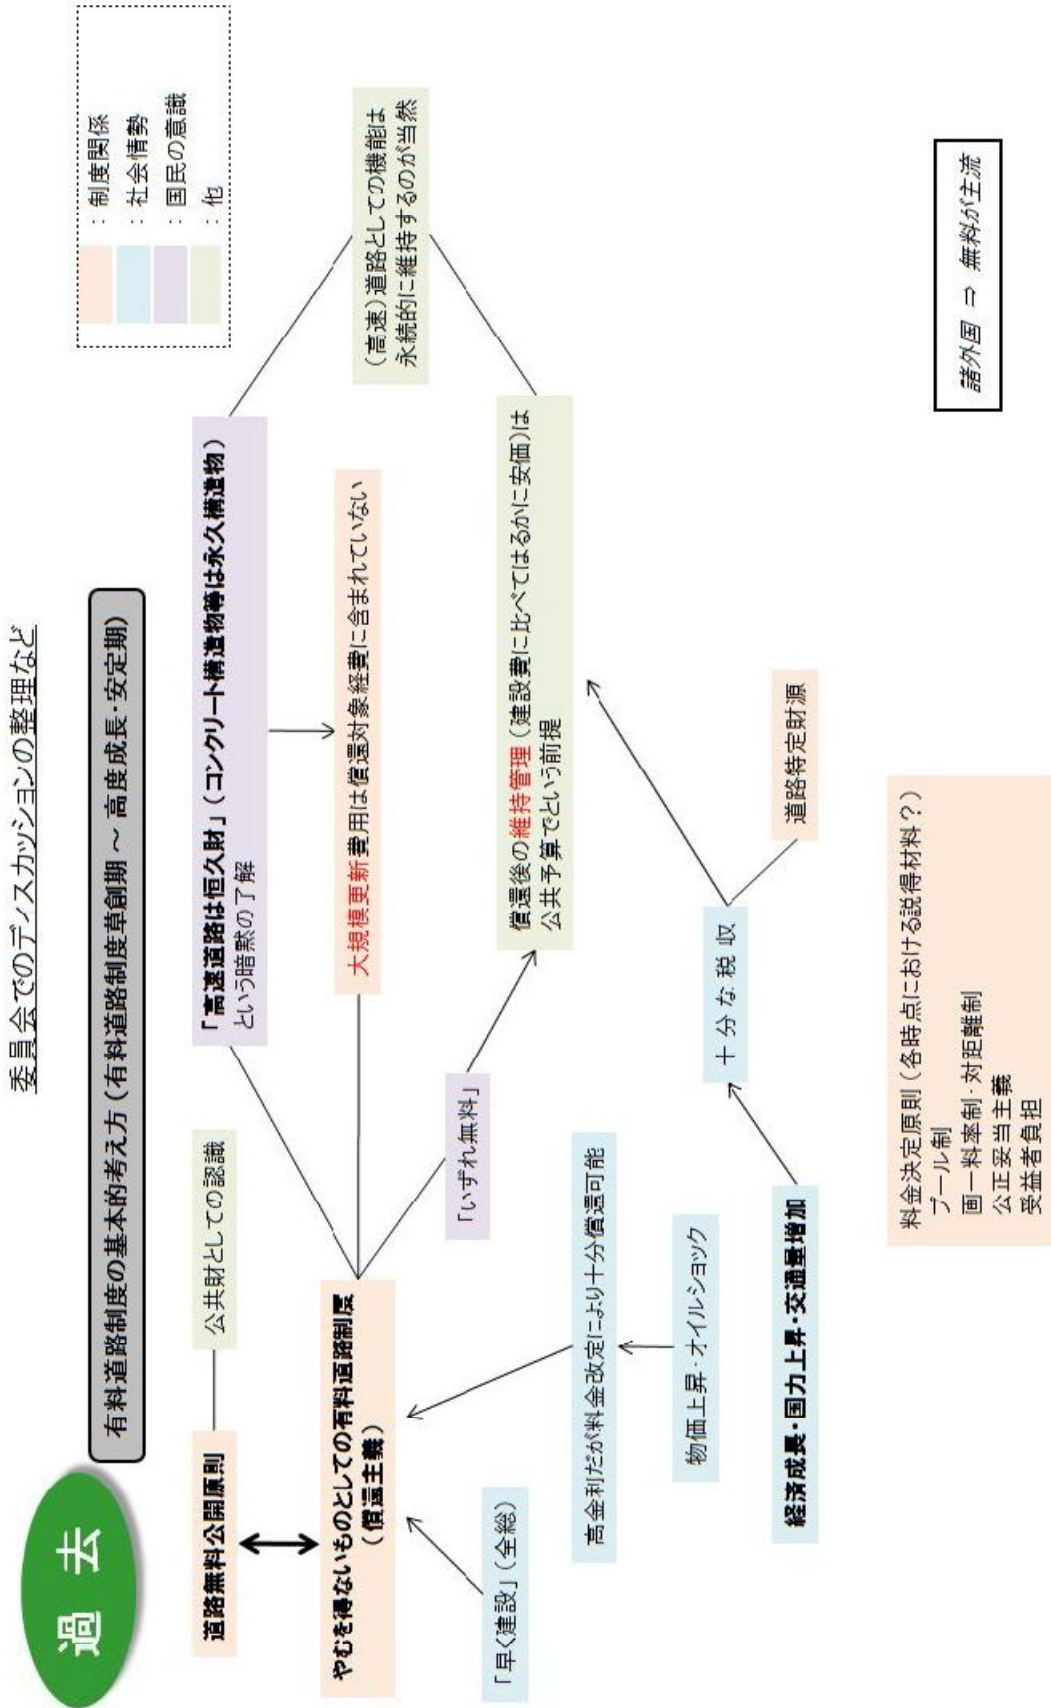 委員会でのディスカッションの整理など
過 去
有料道路制度の基本的考え方（有料道路制度草創期 ～ 高度成長・安定期）
：制度関係
：社会情勢
：国民の意識
：他
道路無料公開原則
公共財としての認識
「高速道路は恒久財」（コンクリート構造物等は永久構造物）
という暗黙の了解
やむを得ないものとしての有料道路制度
（償還主義）
大規模更新費用は償還対象経費に含まれていない
（高速）道路としての機能は
永続的に維持するのが当然
「いずれ無料」
償還後の維持管理（建設費に比べてはるかに安価）は
公共予算でという前提
「早く建設」（全総）
高金利だが料金改定により十分償還可能
物価上昇・オイルショック
十分な税収
道路特定財源
経済成長・国力上昇・交通量増加
料金決定原則（各時点における説得材料？）
プール制
画一料率制・対距離制
公正妥当主義
受益者負担
諸外国 ⇒ 無料が主流